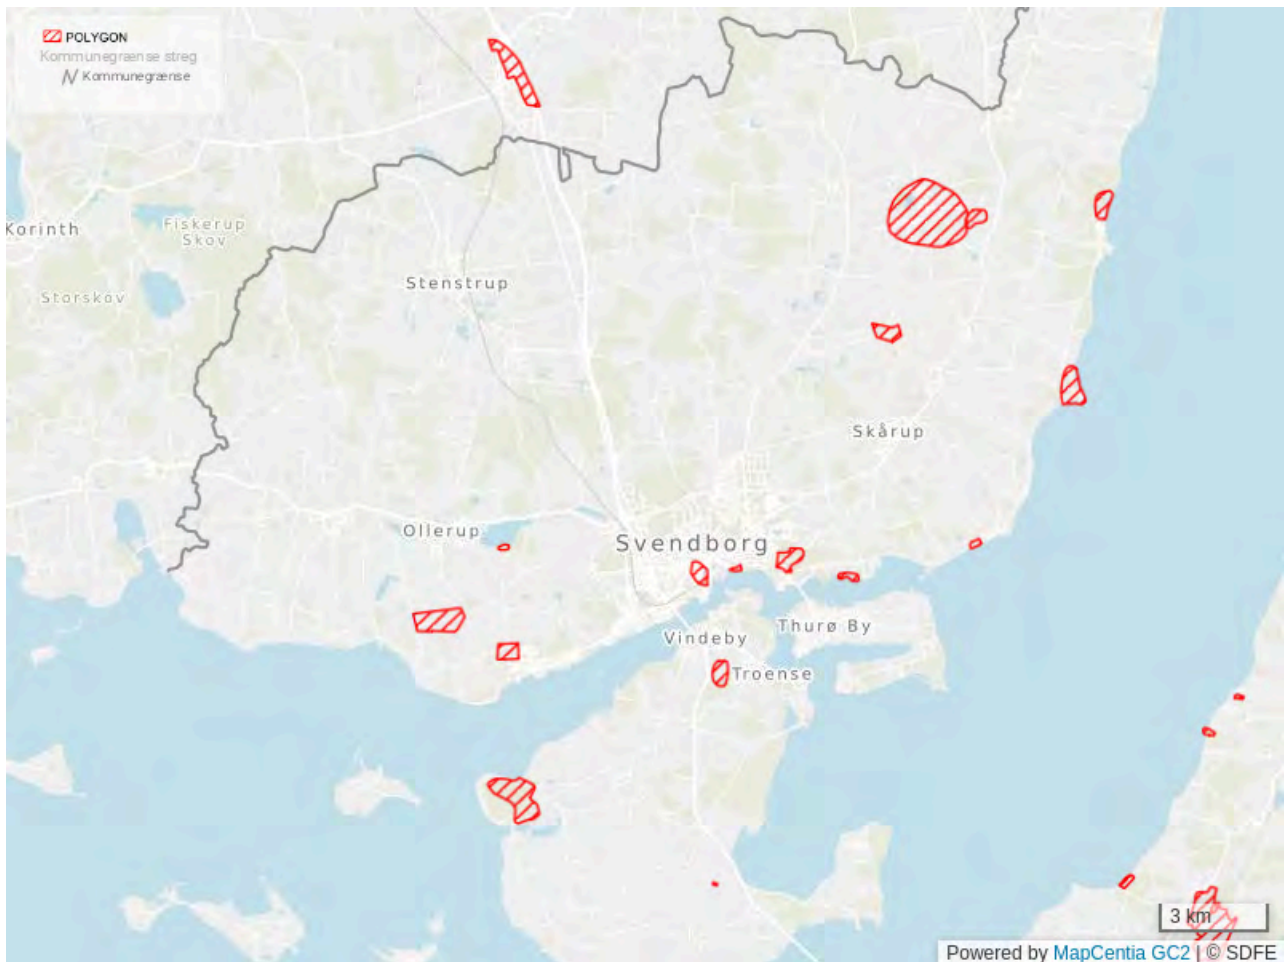 POLYGON
Kommunegrænse streg
Kommunegrænse
Korinth
Fiskerup
Skov
Storskov
Stenstrup
Skårup
Ollerup
Svendborg
Vindeby
Thurø By
Troense
3 km
Powered by MapCentia GC2 | © SDFE